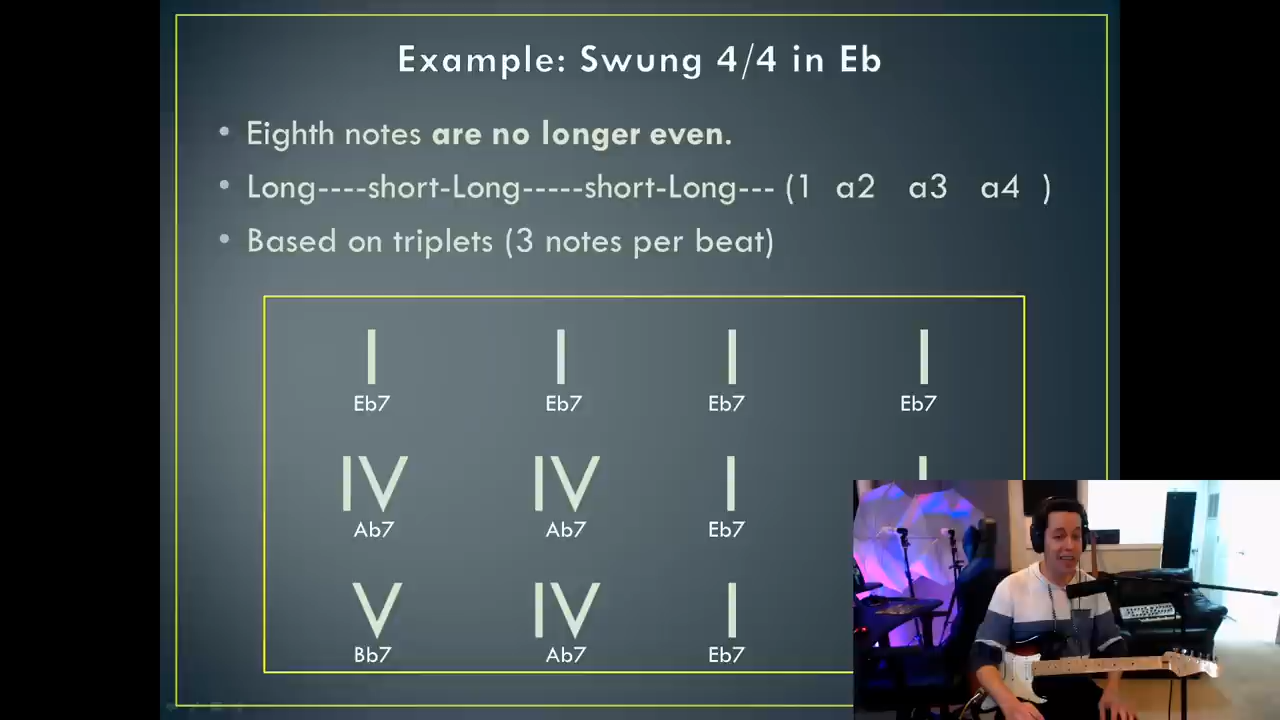 Example: Swung 4/4 in Eb
• Eighth notes are no longer even.
• Long----short-Long-----short-Long--- (1 a2 a3 a4 )
• Based on triplets (3 notes per beat)
I I I I
Eb7 Eb7 Eb7 Eb7
IV IV I I
Ab7 Ab7 Eb7
V IV I
Bb7 Ab7 Eb7